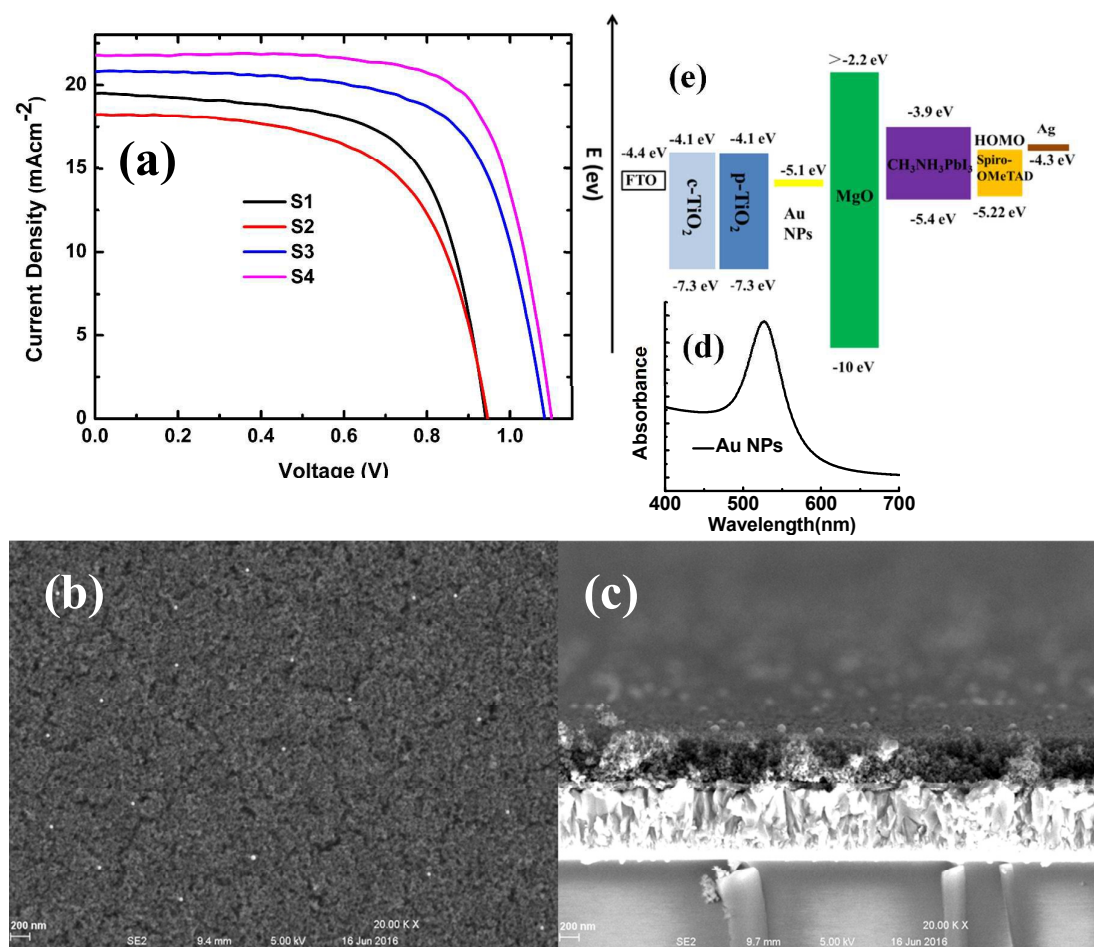 (a)
Current Density (mAcm-2)
20
15
10
5
0
S1
S2
S3
S4
0.0 0.2 0.4 0.6 0.8 1.0
Voltage (V)
(e)
E (ev)
-4.4 eV
FTO
-4.1 eV
c-TiO2
-7.3 eV
-4.1 eV
p-TiO2
-7.3 eV
-5.1 eV
Au
NPs
>-2.2 eV
MgO
-10 eV
-3.9 eV
CH3NH3PbI3
-5.4 eV
HOMO
Spiro-
OMeTAD
-5.22 eV
Ag
-4.3 eV
(d)
Absorbance
Au NPs
400 500 600 700
Wavelength(nm)
(b)
200 nm
20.00 K X
SE2 9.4 mm 5.00 kV 16 Jun 2016
(c)
200 nm
20.00 K X
SE2 9.7 mm 5.00 kV 16 Jun 2016